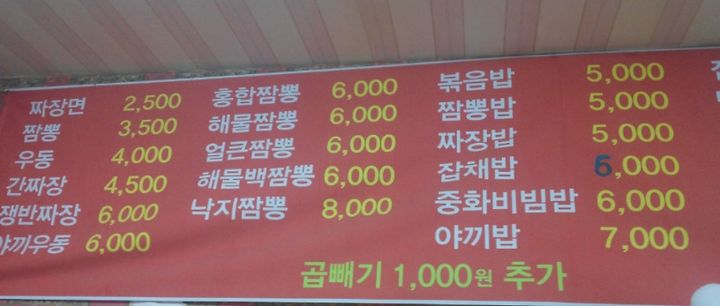 짜장면 2,500
짬뽕 3,500
우동 4,000
간짜장 4,500
쟁반짜장 6,000
야끼우동 6,000
홍합짬뽕 6,000
해물짬뽕 6,000
얼큰짬뽕 6,000
해물백짬뽕 6,000
낙지짬뽕 8,000
볶음밥 5,000
짬뽕밥 5,000
짜장밥 5,000
잡채밥 6,000
중화비빔밥 6,000
야끼밥 7,000
곱빼기 1,000원 추가